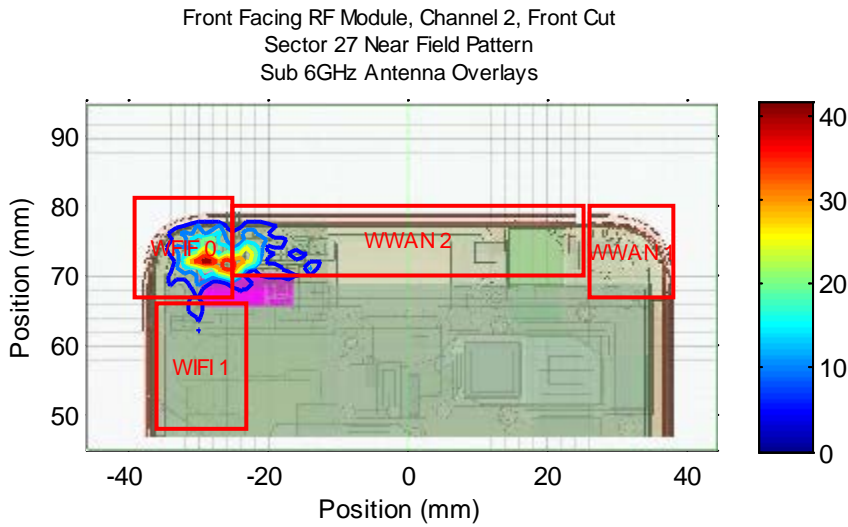 Front Facing RF Module, Channel 2, Front Cut
Sector 27 Near Field Pattern
Sub 6GHz Antenna Overlays
90
80
70
60
50
Position (mm)
-40 -20 0 20 40
Position (mm)
WIFI 0
WWAN 2
WWAN 1
WIFI 1
40
30
20
10
0